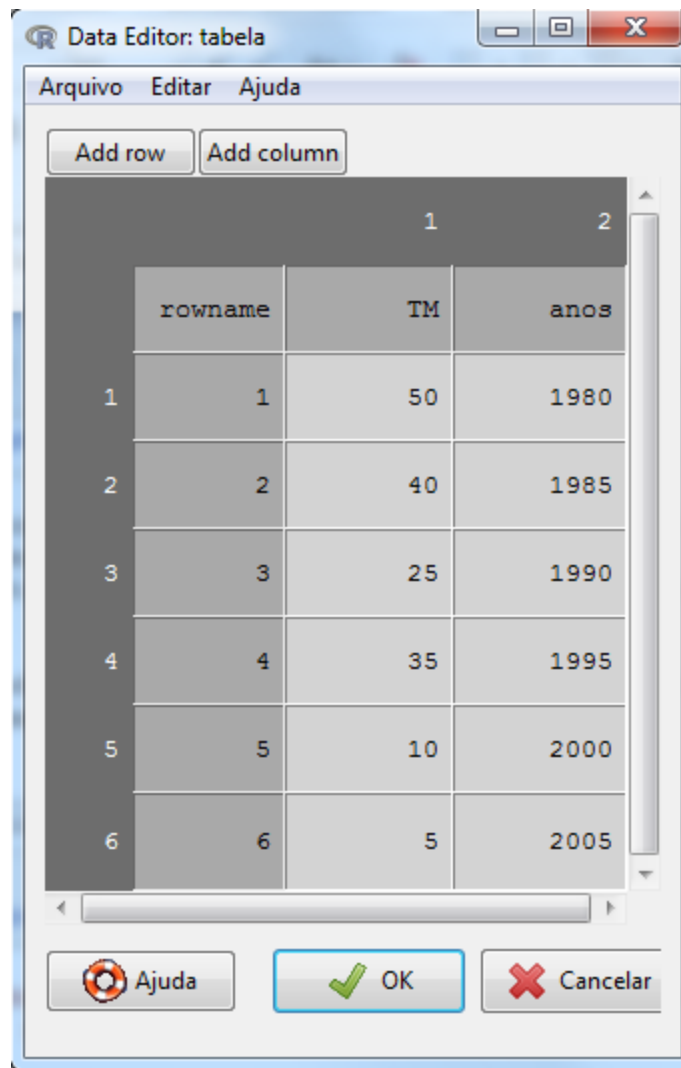 Data Editor: tabela
Arquivo Editar Ajuda
Add row Add column
1 2
rowname TM anos
1 1 50 1980
2 2 40 1985
3 3 25 1990
4 4 35 1995
5 5 10 2000
6 6 5 2005
Ajuda OK Cancelar